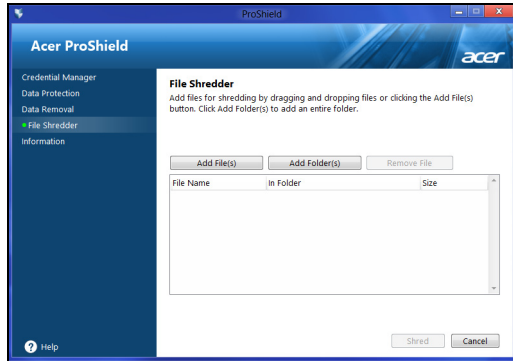 ProShield
Acer ProShield
acer
Credential Manager
Data Protection
Data Removal
File Shredder
Information
File Shredder
Add files for shredding by dragging and dropping files or clicking the Add File(s)
button. Click Add Folder(s) to add an entire folder.
Add File(s) Add Folder(s) Remove File
File Name In Folder Size
? Help
Shred Cancel